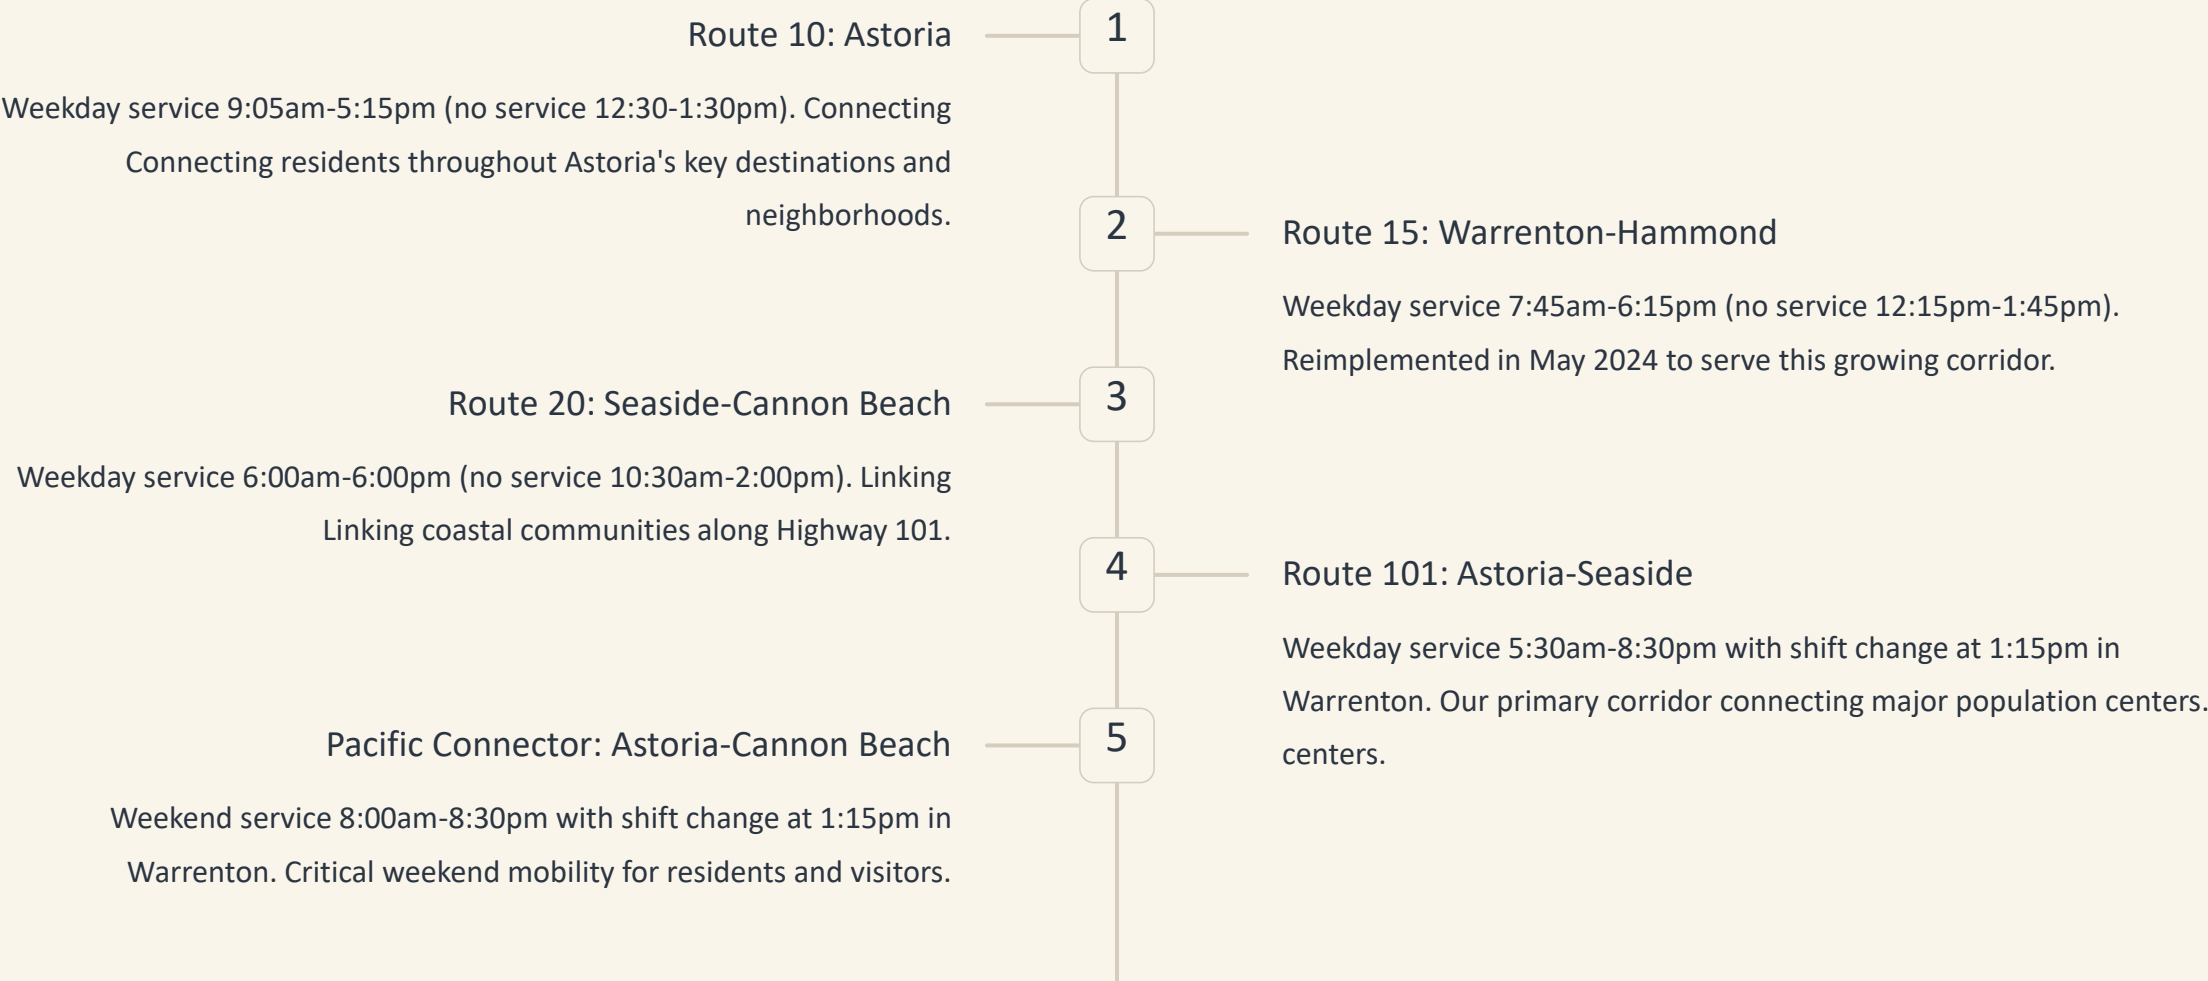 1
Route 10: Astoria
Weekday service 9:05am-5:15pm (no service 12:30-1:30pm). Connecting
Connecting residents throughout Astoria's key destinations and
neighborhoods.
2
Route 15: Warrenton-Hammond
Weekday service 7:45am-6:15pm (no service 12:15pm-1:45pm).
Reimplemented in May 2024 to serve this growing corridor.
3
Route 20: Seaside-Cannon Beach
Weekday service 6:00am-6:00pm (no service 10:30am-2:00pm). Linking
Linking coastal communities along Highway 101.
4
Route 101: Astoria-Seaside
Weekday service 5:30am-8:30pm with shift change at 1:15pm in
Warrenton. Our primary corridor connecting major population centers.
centers.
5
Pacific Connector: Astoria-Cannon Beach
Weekend service 8:00am-8:30pm with shift change at 1:15pm in
Warrenton. Critical weekend mobility for residents and visitors.